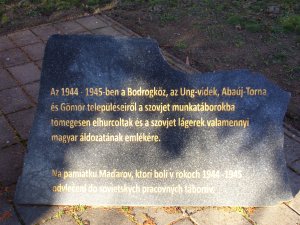 Az 1944 - 1945-ben a Bodrogköz, az Ung-vidék, Abaúj-Torna
és Gömör településeiről a szovjet munkatáborokba
tömegesen elhurcoltak és a szovjet lágerek valamennyi
magyar áldozatának emlékére.
Na pamiatku Maďarov, ktorí boli v rokoch 1944 -1945
odvlečení do sovietskych pracovných táborov.